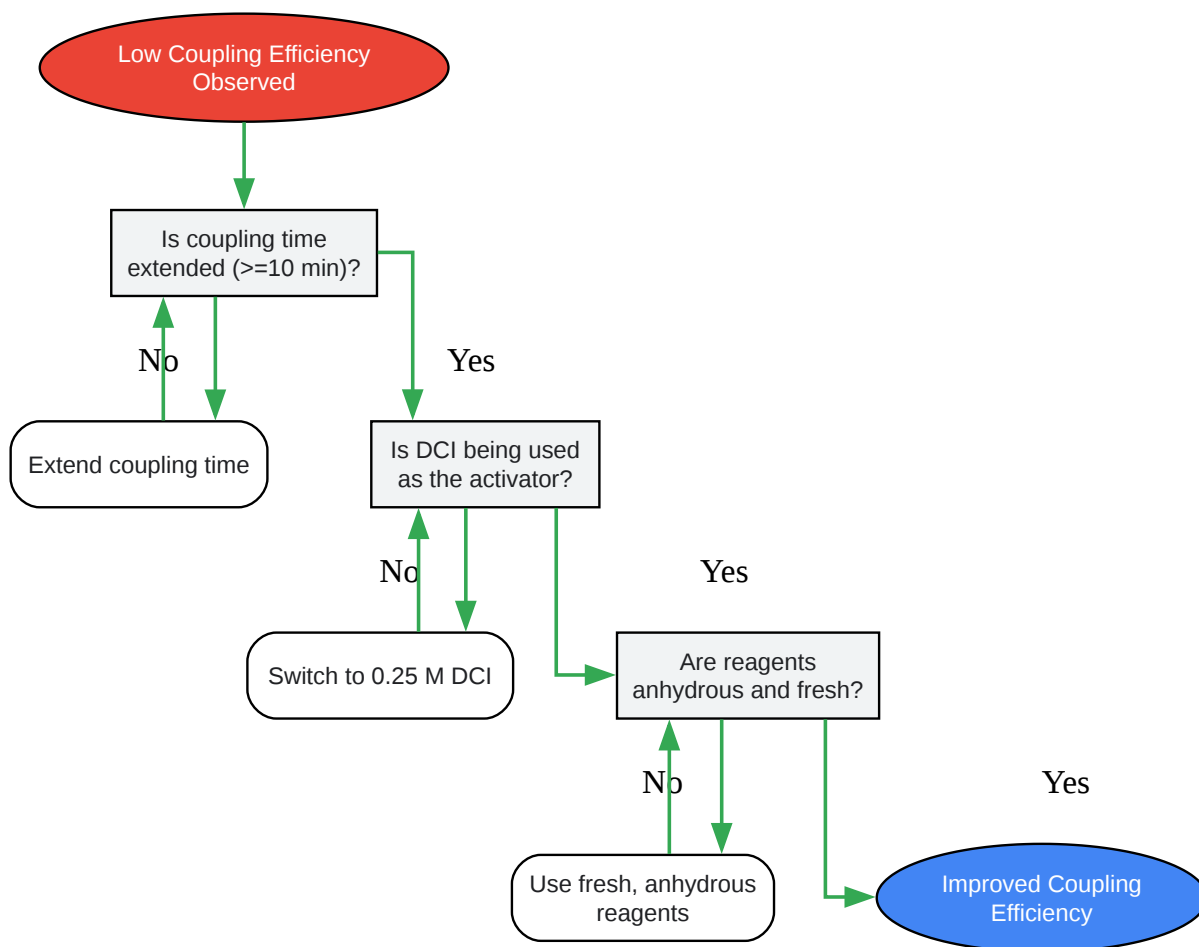 Low Coupling Efficiency
Observed
Is coupling time
extended (>=10 min)?
No
Yes
Extend coupling time
Is DCI being used
as the activator?
No
Yes
Switch to 0.25 M DCI
Are reagents
anhydrous and fresh?
No
Yes
Use fresh, anhydrous
reagents
Improved Coupling
Efficiency